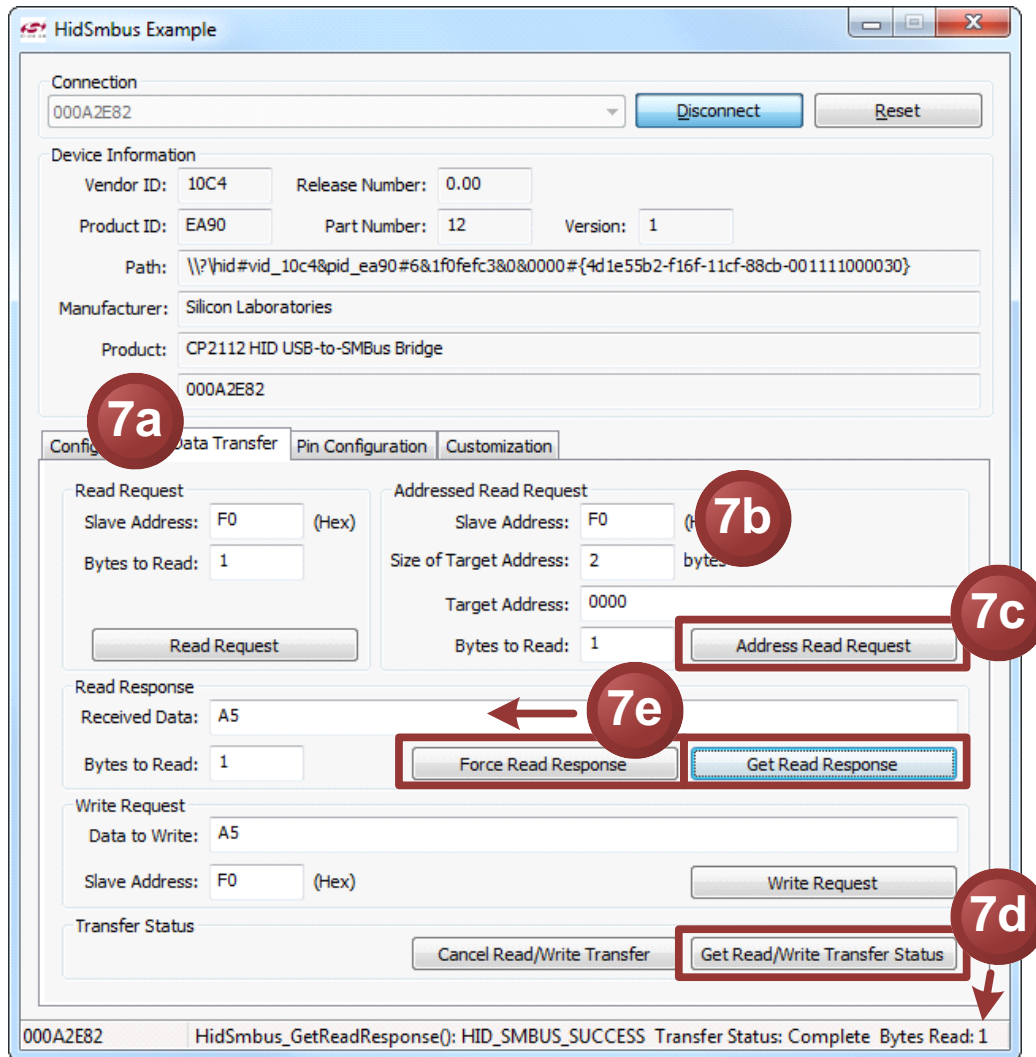 HidSmbus Example
Connection
000A2E82 Disconnect Reset
Device Information
Vendor ID: 10C4 Release Number: 0.00
Product ID: EA90 Part Number: 12 Version: 1
Path: \\?\hid#vid_10c4&pid_ea90#6&1f0fefc3&0&0000#{4d1e55b2-f16f-11cf-88cb-001111000030}
Manufacturer: Silicon Laboratories
Product: CP2112 HID USB-to-SMBus Bridge
000A2E82
7a
Data Transfer Pin Configuration Customization
Read Request Addressed Read Request
Slave Address: F0 (Hex) Slave Address: F0 7b
Bytes to Read: 1 Size of Target Address: 2 bytes
Target Address: 0000
7c
Read Request Bytes to Read: 1 Address Read Request
Read Response
Received Data: A5 7e
Bytes to Read: 1 Force Read Response Get Read Response
Write Request
Data to Write: A5
Slave Address: F0 (Hex) Write Request
7d
Transfer Status
Cancel Read/Write Transfer Get Read/Write Transfer Status
000A2E82 HidSmbus_GetReadResponse(): HID_SMBUS_SUCCESS Transfer Status: Complete Bytes Read: 1